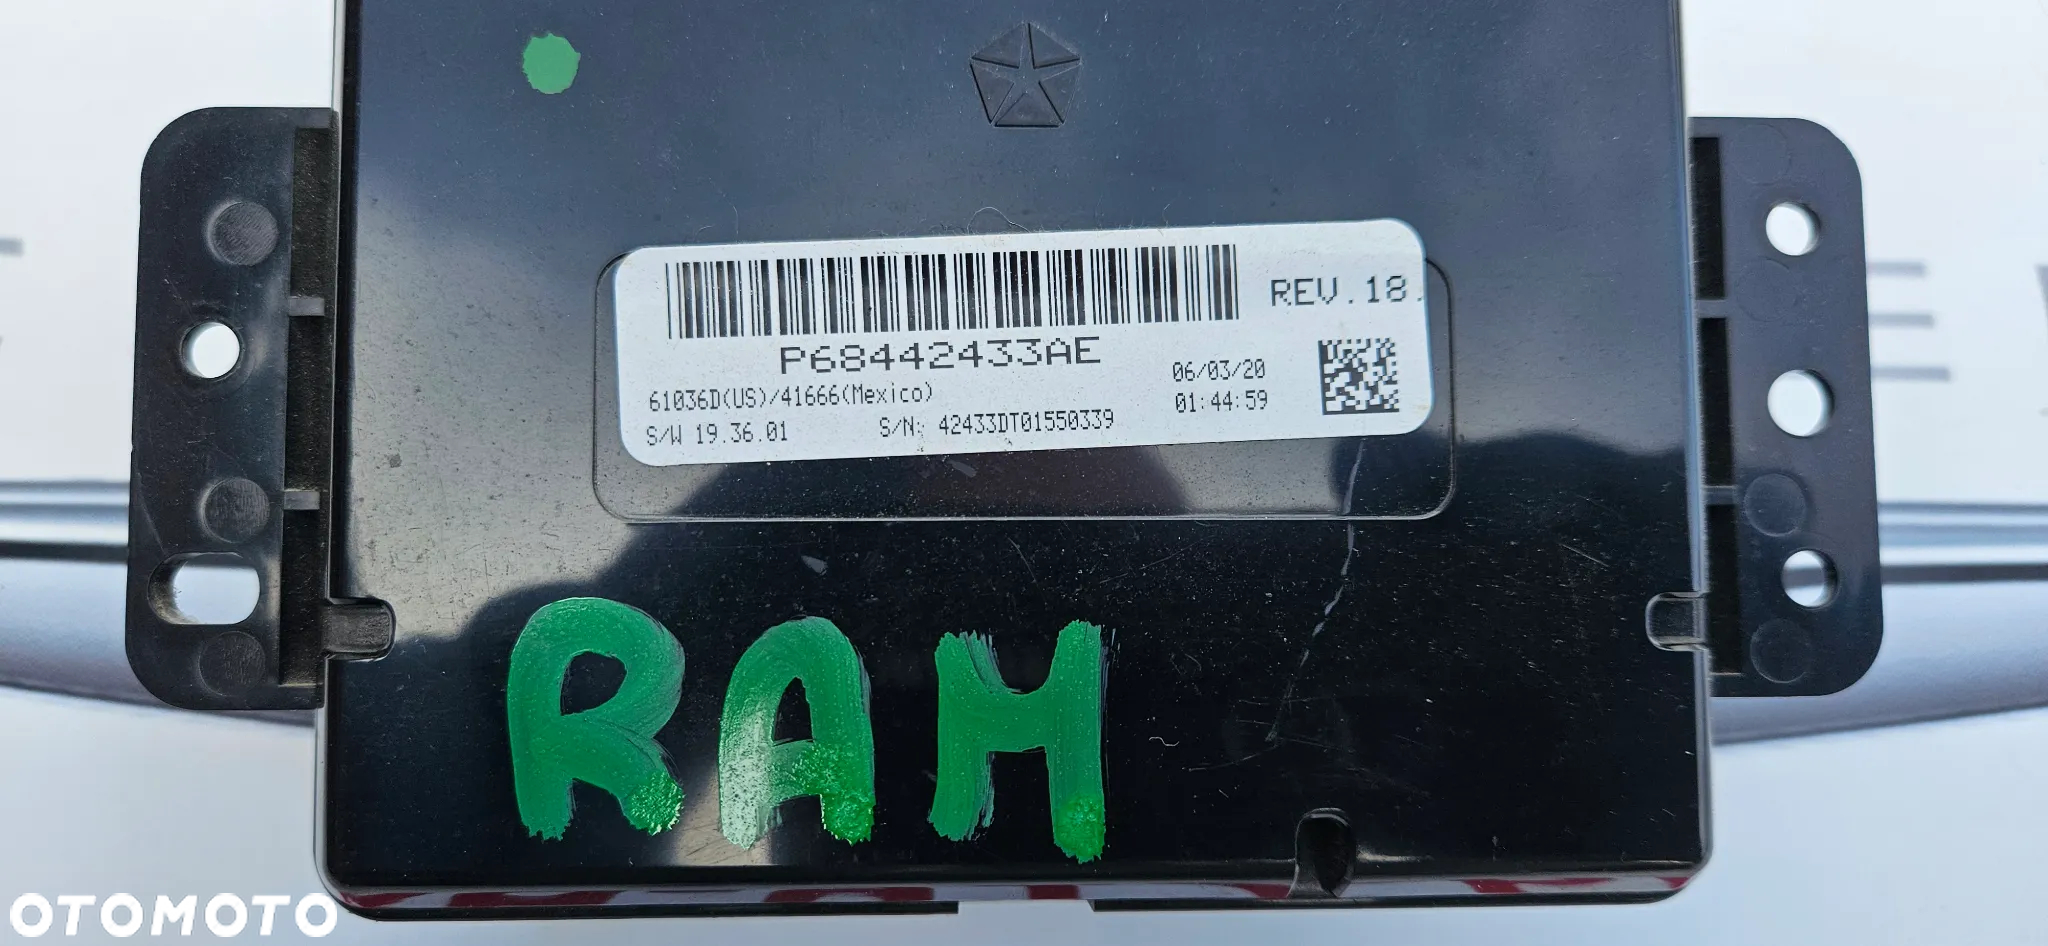 REV.18.
P68442433AE
61036D(US)/41666(Mexico)
06/03/20
01:44:59
S/W 19.36.01
S/N: 42433DT01550339
RAM
OTOMOTO